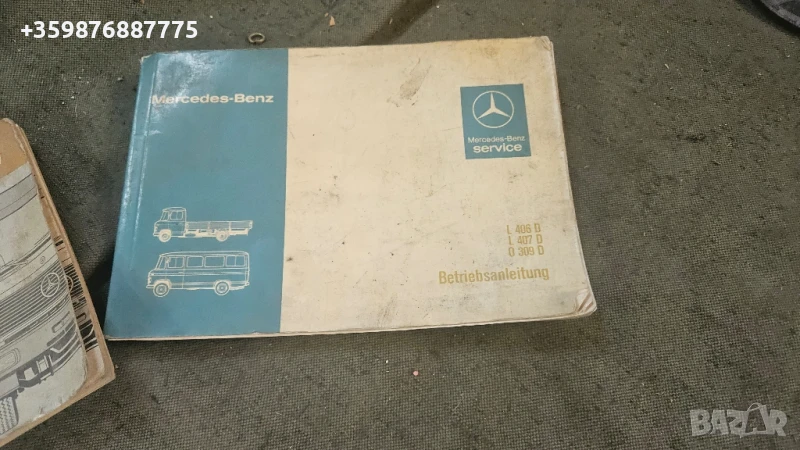 +359876887775
Mercedes-Benz
Mercedes-Benz
service
L 406 D
L 407 D
O 309 D
Betriebsanleitung
BAZAR